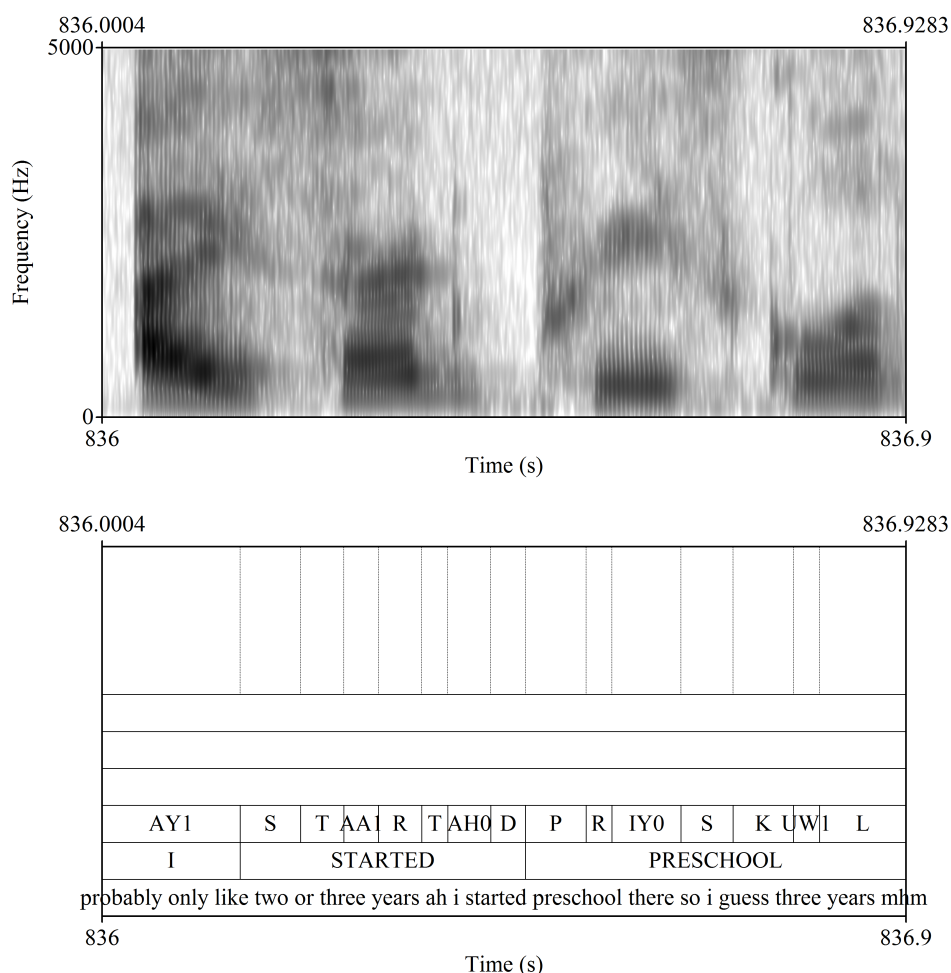 836.0004 836.9283
5000
Frequency (Hz)
0
836 836.9
Time (s)
836.0004 836.9283
AY1 S T AA1 R T AH0 D P R IY0 S K UW1 L
I STARTED PRESCHOOL
probably only like two or three years ah i started preschool there so i guess three years mhm
836 836.9
Time (s)